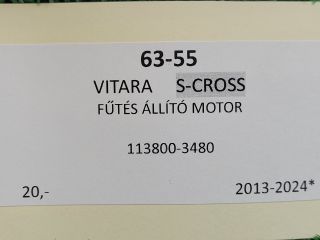 63-55
VITARA S-CROSS
FŰTÉS ÁLLÍTÓ MOTOR
113800-3480
20,- 2013-2024*